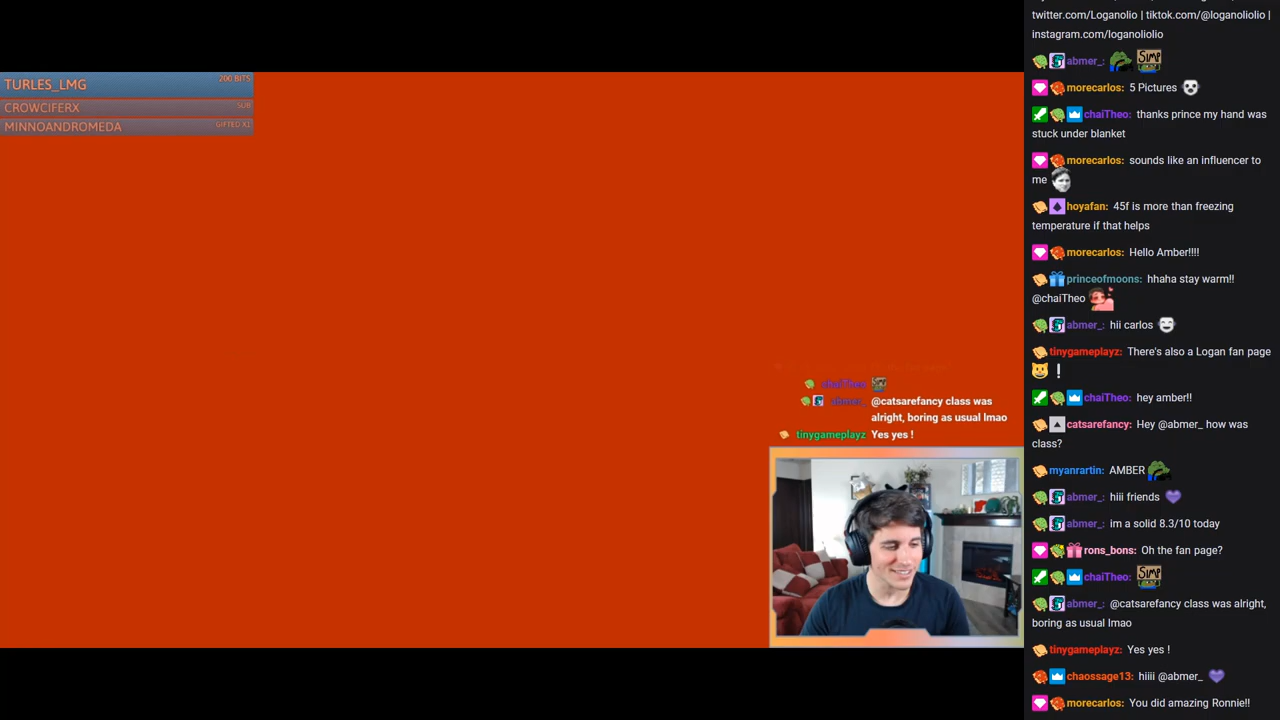 TURLES_LMG 200 BITS
CROWCIFERX SUB
MINNOANDROMEDA GIFTED X1
chaiTheo
abmer_: @catsarefancy class was
alright, boring as usual lmao
tinygameplayz Yes yes !
twitter.com/Loganolio | tiktok.com/@loganoliolio |
instagram.com/loganoliolio
abmer_: SIMP
morecarlos: 5 Pictures
chaiTheo: thanks prince my hand was
stuck under blanket
morecarlos: sounds like an influencer to
me
hoyafan: 45f is more than freezing
temperature if that helps
morecarlos: Hello Amber!!!!
princeofmoons: hhaha stay warm!!
@chaiTheo
abmer_: hii carlos
tinygameplayz: There's also a Logan fan page
!
chaiTheo: hey amber!!
catsarefancy: Hey @abmer_ how was
class?
myanrartin: AMBER
abmer_: hiii friends
abmer_: im a solid 8.3/10 today
rons_bons: Oh the fan page?
chaiTheo: SIMP
abmer_: @catsarefancy class was alright,
boring as usual lmao
tinygameplayz: Yes yes !
chaossage13: hiiii @abmer_
morecarlos: You did amazing Ronnie!!